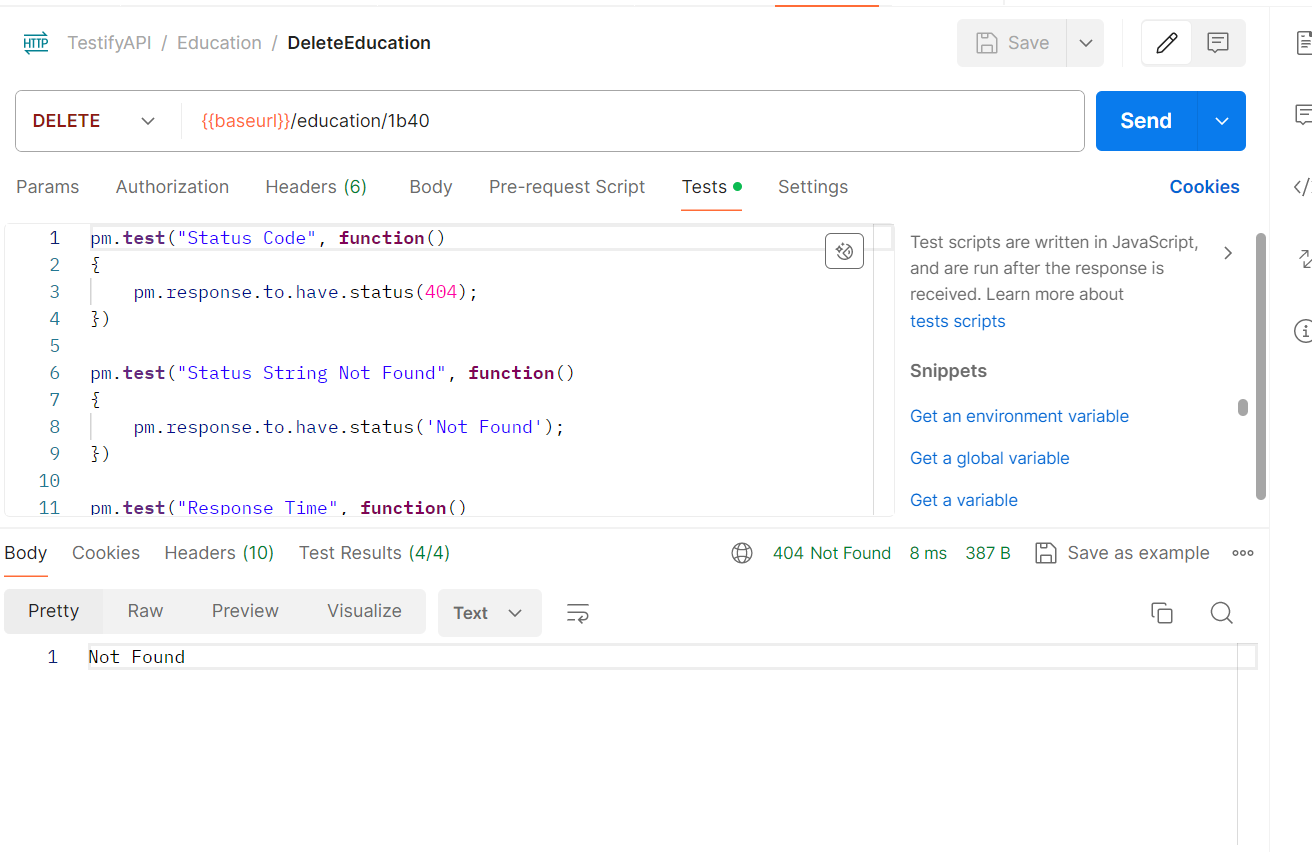 HTTP TestifyAPI / Education / DeleteEducation Save
DELETE {{baseurl}}/education/1b40 Send
Params Authorization Headers (6) Body Pre-request Script Tests Settings Cookies
1 pm.test("Status Code", function()
2 {
3 pm.response.to.have.status(404);
4 })
5
6 pm.test("Status String Not Found", function()
7 {
8 pm.response.to.have.status('Not Found');
9 })
10
11 pm.test("Response Time", function()
Test scripts are written in JavaScript,
and are run after the response is
received. Learn more about
tests scripts
Snippets
Get an environment variable
Get a global variable
Get a variable
Body Cookies Headers (10) Test Results (4/4) 404 Not Found 8 ms 387 B Save as example
Pretty Raw Preview Visualize Text
1 Not Found